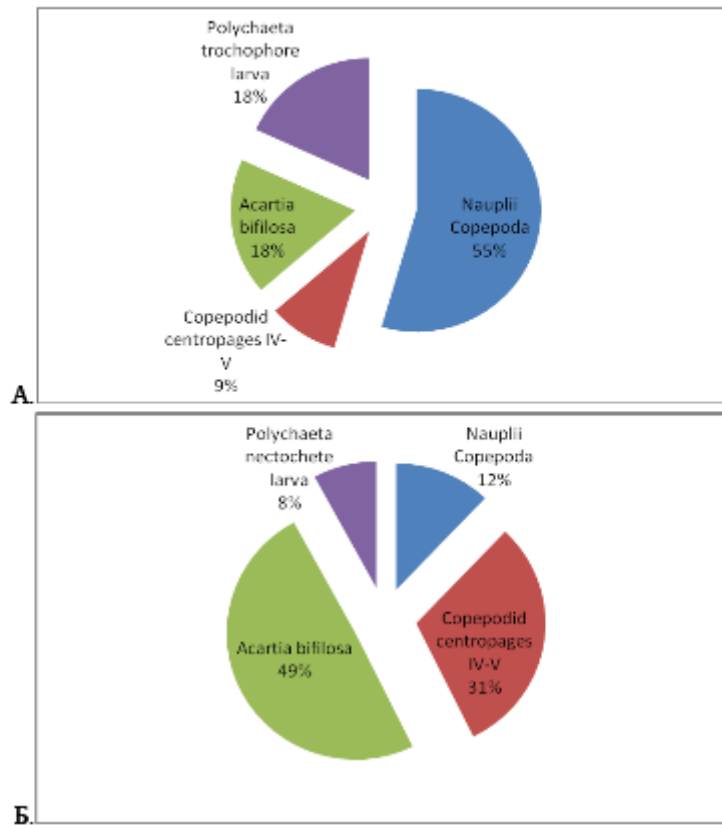 Polychaeta
trochophore
larva
18%
Nauplii
Copepoda
55%
Acartia
bifilosa
18%
Copepodid
centropages IV-
V
9%
А.
Polychaeta
nectochete
larva
8%
Nauplii
Copepoda
12%
Copepodid
centropages
IV-V
31%
Acartia bifilosa
49%
Б.